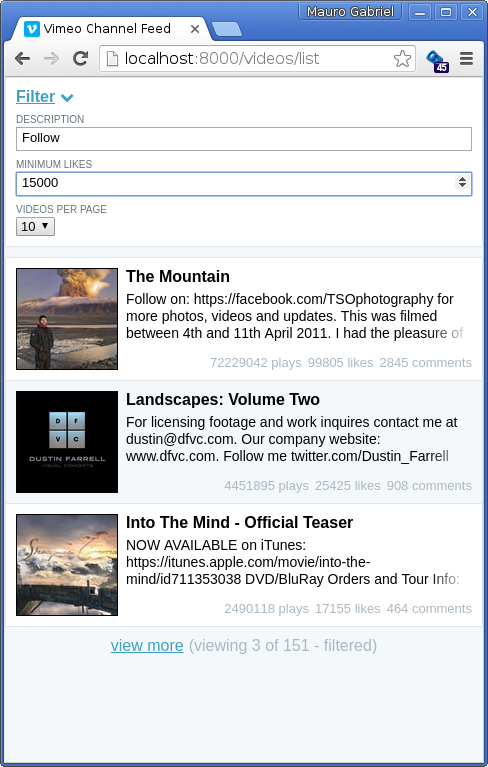 Mauro Gabriel
Vimeo Channel Feed
localhost:8000/videos/list
45
Filter
DESCRIPTION
Follow
MINIMUM LIKES
15000
VIDEOS PER PAGE
10
The Mountain
Follow on: https://facebook.com/TSOphotography for
more photos, videos and updates. This was filmed
between 4th and 11th April 2011. I had the pleasure of
72229042 plays 99805 likes 2845 comments
D F
V C
DUSTIN FARRELL
VISUAL CONCEPTS
Landscapes: Volume Two
For licensing footage and work inquires contact me at
dustin@dfvc.com. Our company website:
www.dfvc.com. Follow me twitter.com/Dustin_Farrell
4451895 plays 25425 likes 908 comments
Into The Mind - Official Teaser
NOW AVAILABLE on iTunes:
https://itunes.apple.com/movie/into-the-
mind/id711353038 DVD/BluRay Orders and Tour Info:
2490118 plays 17155 likes 464 comments
view more (viewing 3 of 151 - filtered)